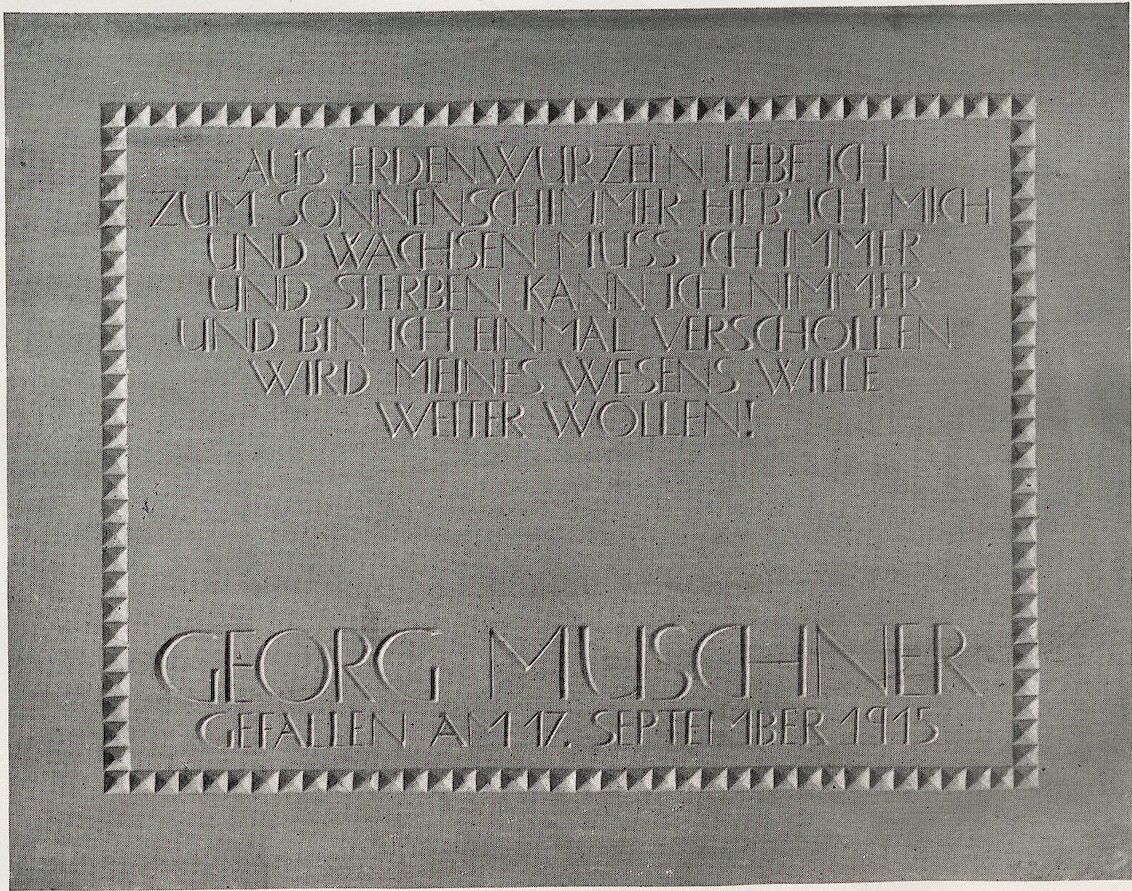 AUS ERDENWURZELN LEBE ICH
ZUM SONNENSCHIMMER HEB' ICH MICH
UND WACHSEN MUSS ICH IMMER
UND STERBEN KANN ICH NIMMER
UND BIN ICH EINMAL VERSCHOLLEN
WIRD MEINES WESENS WILLE
WEITER WOLLEN!
GEORG MUSCHNER
GEFALLEN AM 17. SEPTEMBER 1915